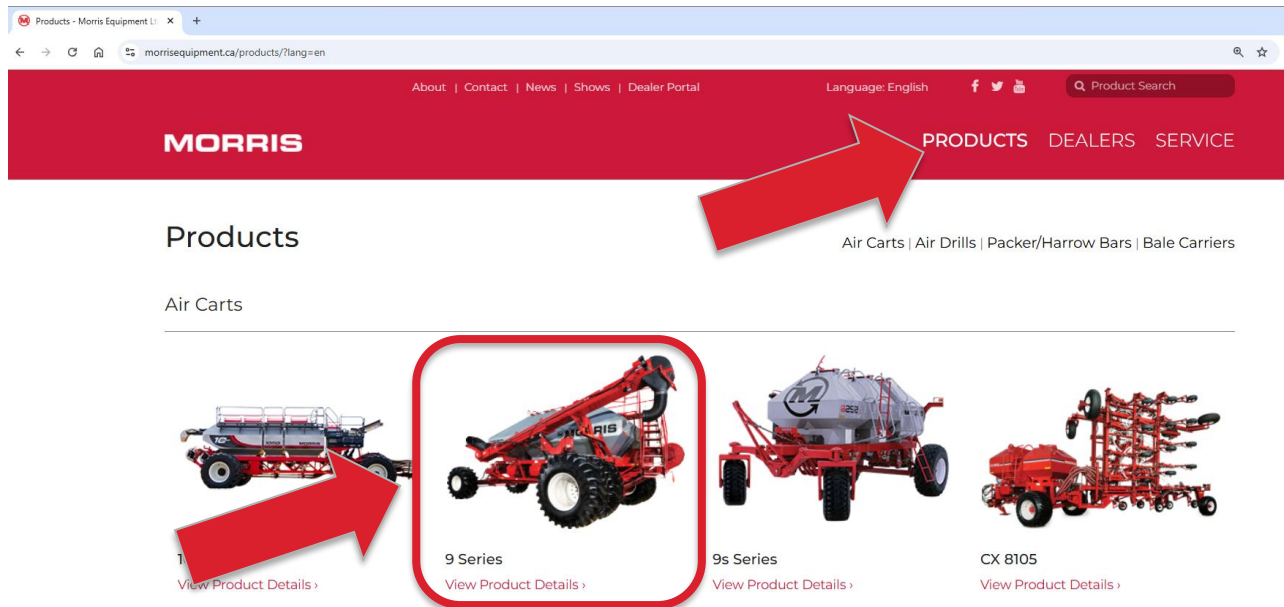 Products - Morris Equipment Lt
morrisequipment.ca/products/?lang=en
About | Contact | News | Shows | Dealer Portal
Language: English
Product Search
MORRIS
PRODUCTS DEALERS SERVICE
Products
Air Carts | Air Drills | Packer/Harrow Bars | Bale Carriers
Air Carts
9 Series
9s Series
CX 8105
View Product Details ›
View Product Details ›
View Product Details ›
View Product Details ›